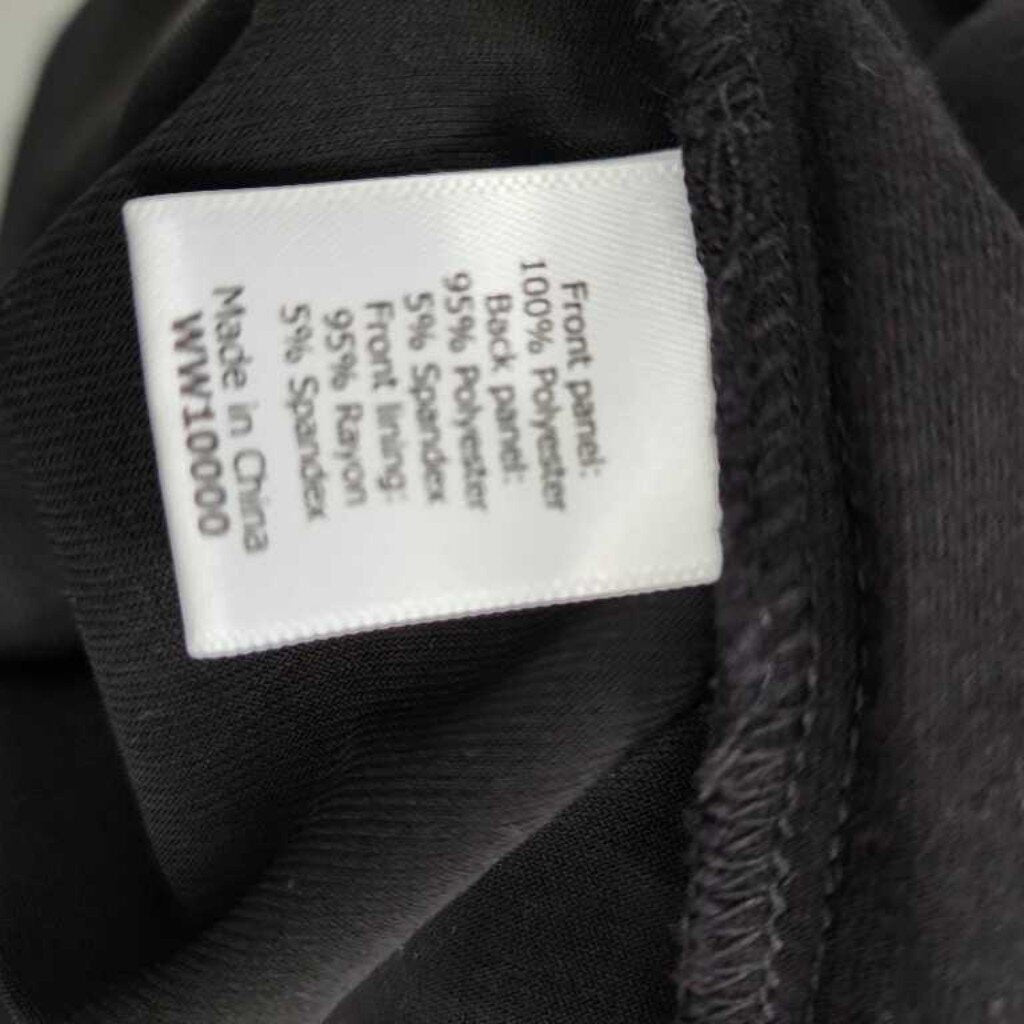 Front panel:
100% Polyester
Back panel:
95% Polyester
5% Spandex
Front lining:
95% Rayon
5% Spandex
Made in China
WW10000